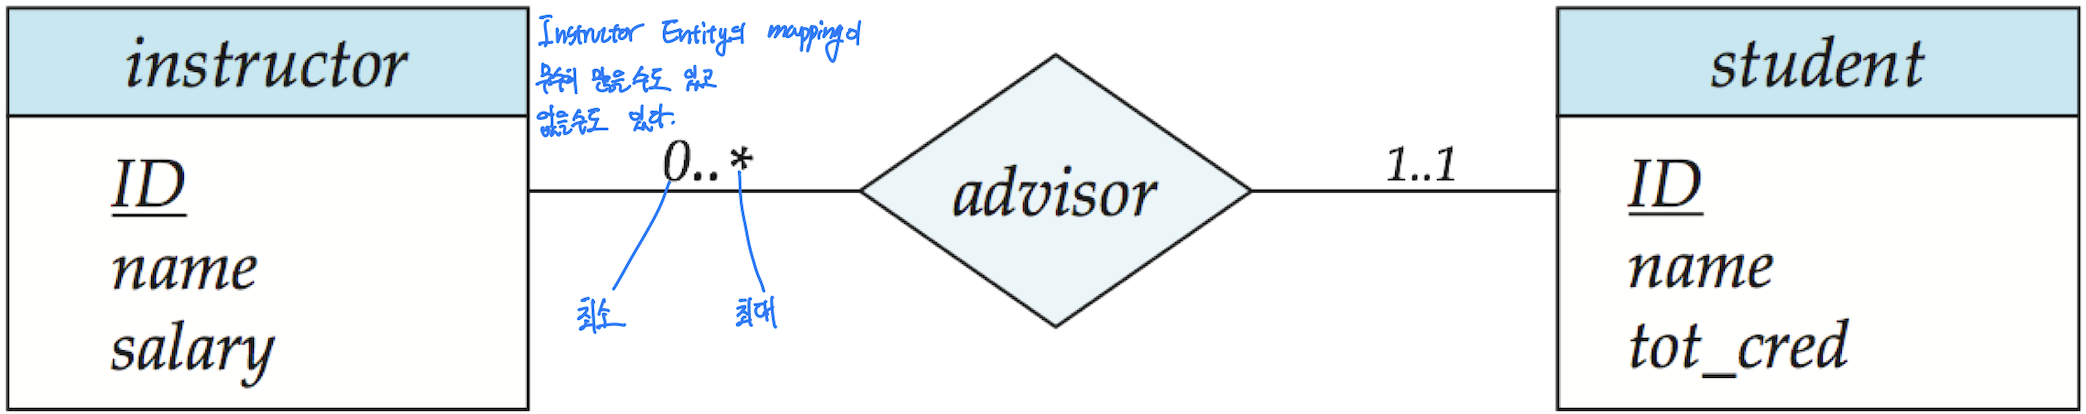 instructor
ID
name
salary
Instructor Entity의 mapping이
무수히 많을 수도 있고
없을수도 있다.
0..*
최소
최대
advisor
1..1
student
ID
name
tot_cred